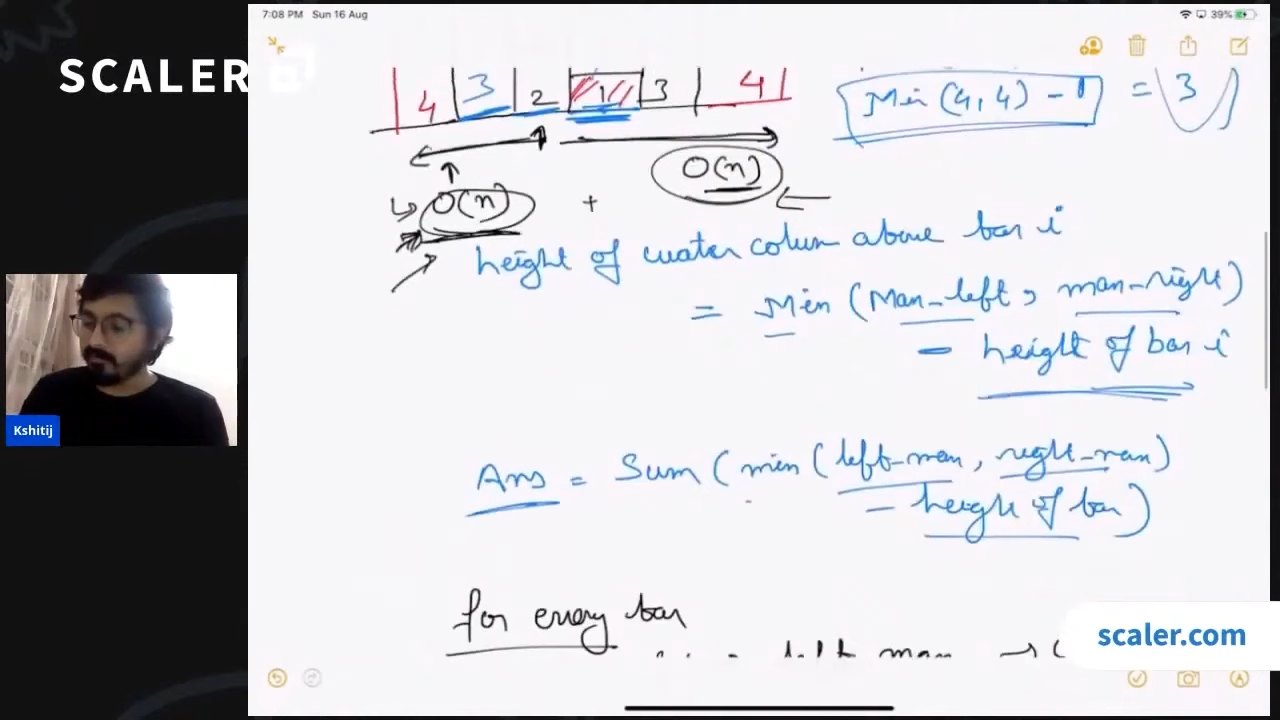 7:08 PM Sun 16 Aug
39%
SCALER
4 3 2 1 3 4
Min (4,4) - 1 = 3
O(n) + O(n)
height of water column above bar i
= Min (Max_left, max_right)
- height of bar i
Kshitij
Ans = Sum (min (left_max, right_max)
- height of bar)
for every bar
scaler.com
left max